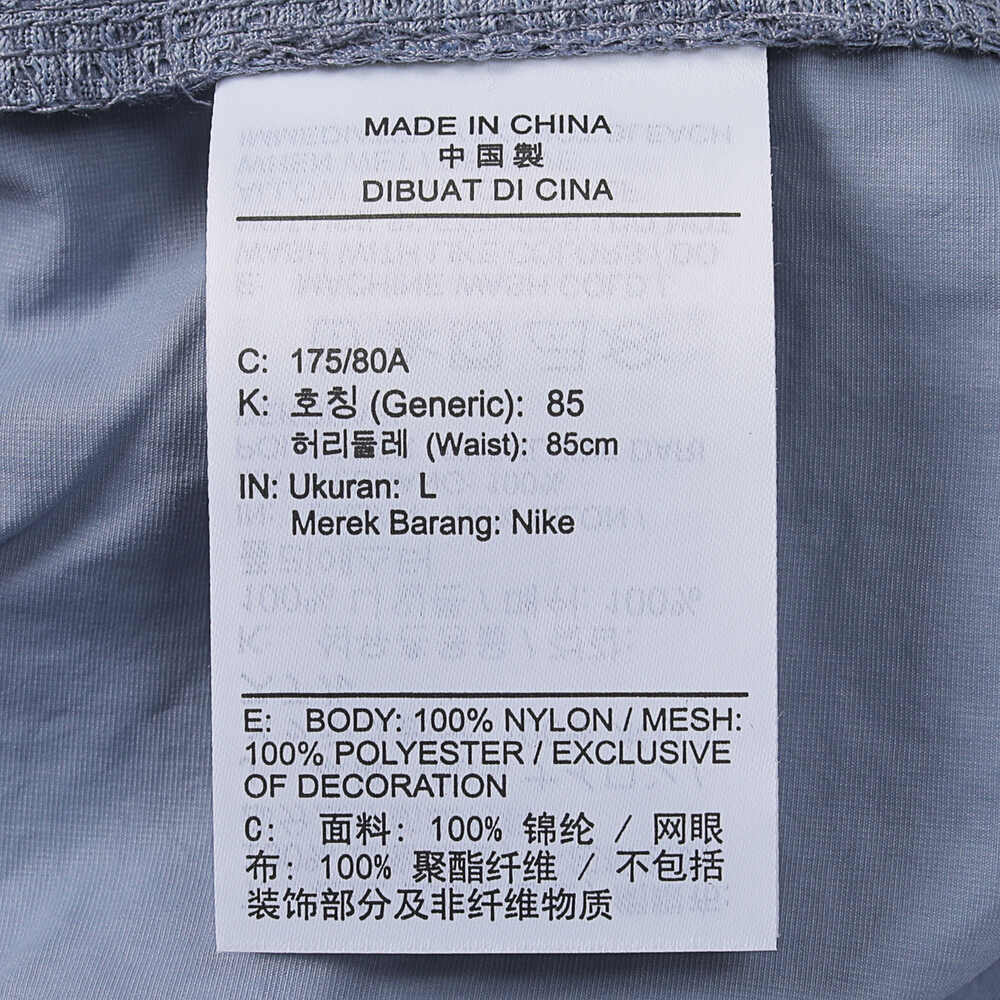 MADE IN CHINA
中国製
DIBUAT DI CINA
C: 175/80A
K: 호칭 (Generic): 85
허리둘레 (Waist): 85cm
IN: Ukuran: L
Merek Barang: Nike
E: BODY: 100% NYLON / MESH:
100% POLYESTER / EXCLUSIVE
OF DECORATION
C: 面料: 100% 锦纶 / 网眼
布: 100% 聚酯纤维 / 不包括
装饰部分及非纤维物质